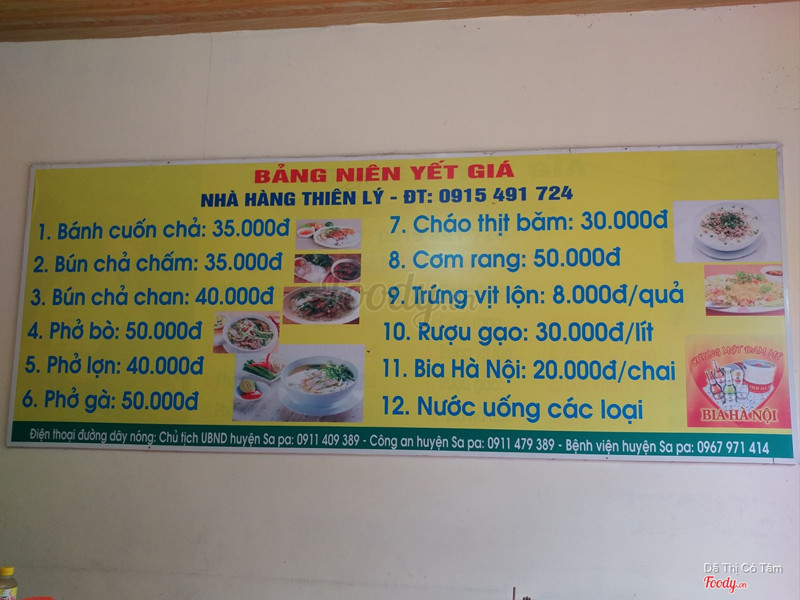 BẢNG NIÊN YẾT GIÁ
NHÀ HÀNG THIÊN LÝ - ĐT: 0915 491 724
1. Bánh cuốn chả: 35.000đ
2. Bún chả chấm: 35.000đ
3. Bún chả chan: 40.000đ
4. Phở bò: 50.000đ
5. Phở lợn: 40.000đ
6. Phở gà: 50.000đ
7. Cháo thịt băm: 30.000đ
8. Cơm rang: 50.000đ
9. Trứng vịt lộn: 8.000đ/quả
10. Rượu gạo: 30.000đ/lít
11. Bia Hà Nội: 20.000đ/chai
12. Nước uống các loại
BIA HÀ NỘI
Điện thoại đường dây nóng: Chủ tịch UBND huyện Sa pa: 0911 409 389 - Công an huyện Sa pa: 0911 479 389 - Bệnh viện huyện Sa pa: 0967 971 414
Foody.vn
Dã Thị Có Tâm
Foody.vn